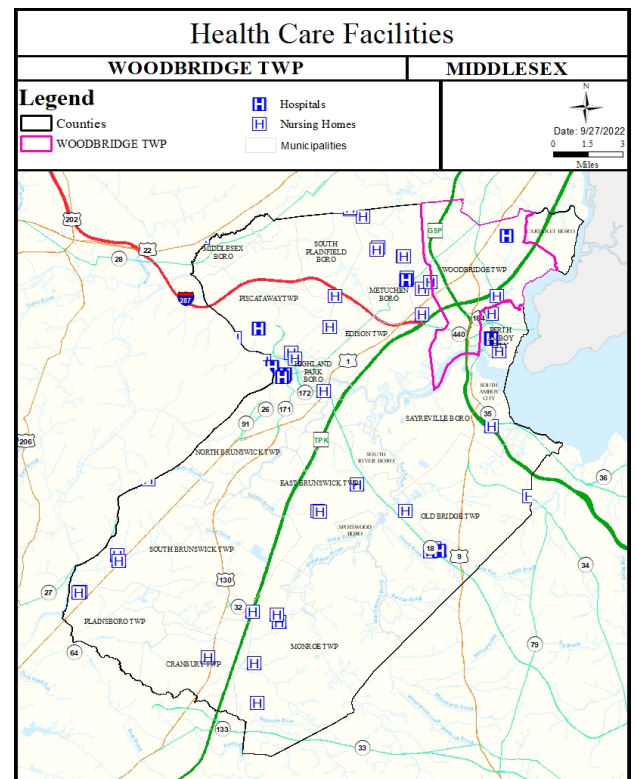 Health Care Facilities
WOODBRIDGE TWP
MIDDLESEX
Legend
Counties
WOODBRIDGE TWP
Hospitals
Nursing Homes
Municipalities
N
Date: 9/27/2022
0 1.5 3
Miles
202
22
28
MIDDLESEX
BORO
SOUTH
PLAINFIELD
BORO
GSP
CARTERET BORO
WOODBRIDGE TWP
METUCHEN
BORO
PISCATAWAY TWP
287
EDISON TWP
184
440
PERTH
AMBOY
1
HIGHLAND
PARK
BORO
172
SOUTH
AMBOY
CITY
26
171
91
35
SAYREVILLE BORO
206
TPK
NORTH BRUNSWICK TWP
SOUTH
RIVER BORO
36
EAST BRUNSWICK TWP
OLD BRIDGE TWP
SPOTSWOOD
BORO
SOUTH BRUNSWICK TWP
18
9
34
130
27
32
PLAINSBORO TWP
MONROE TWP
79
64
CRANBURY TWP
133
33